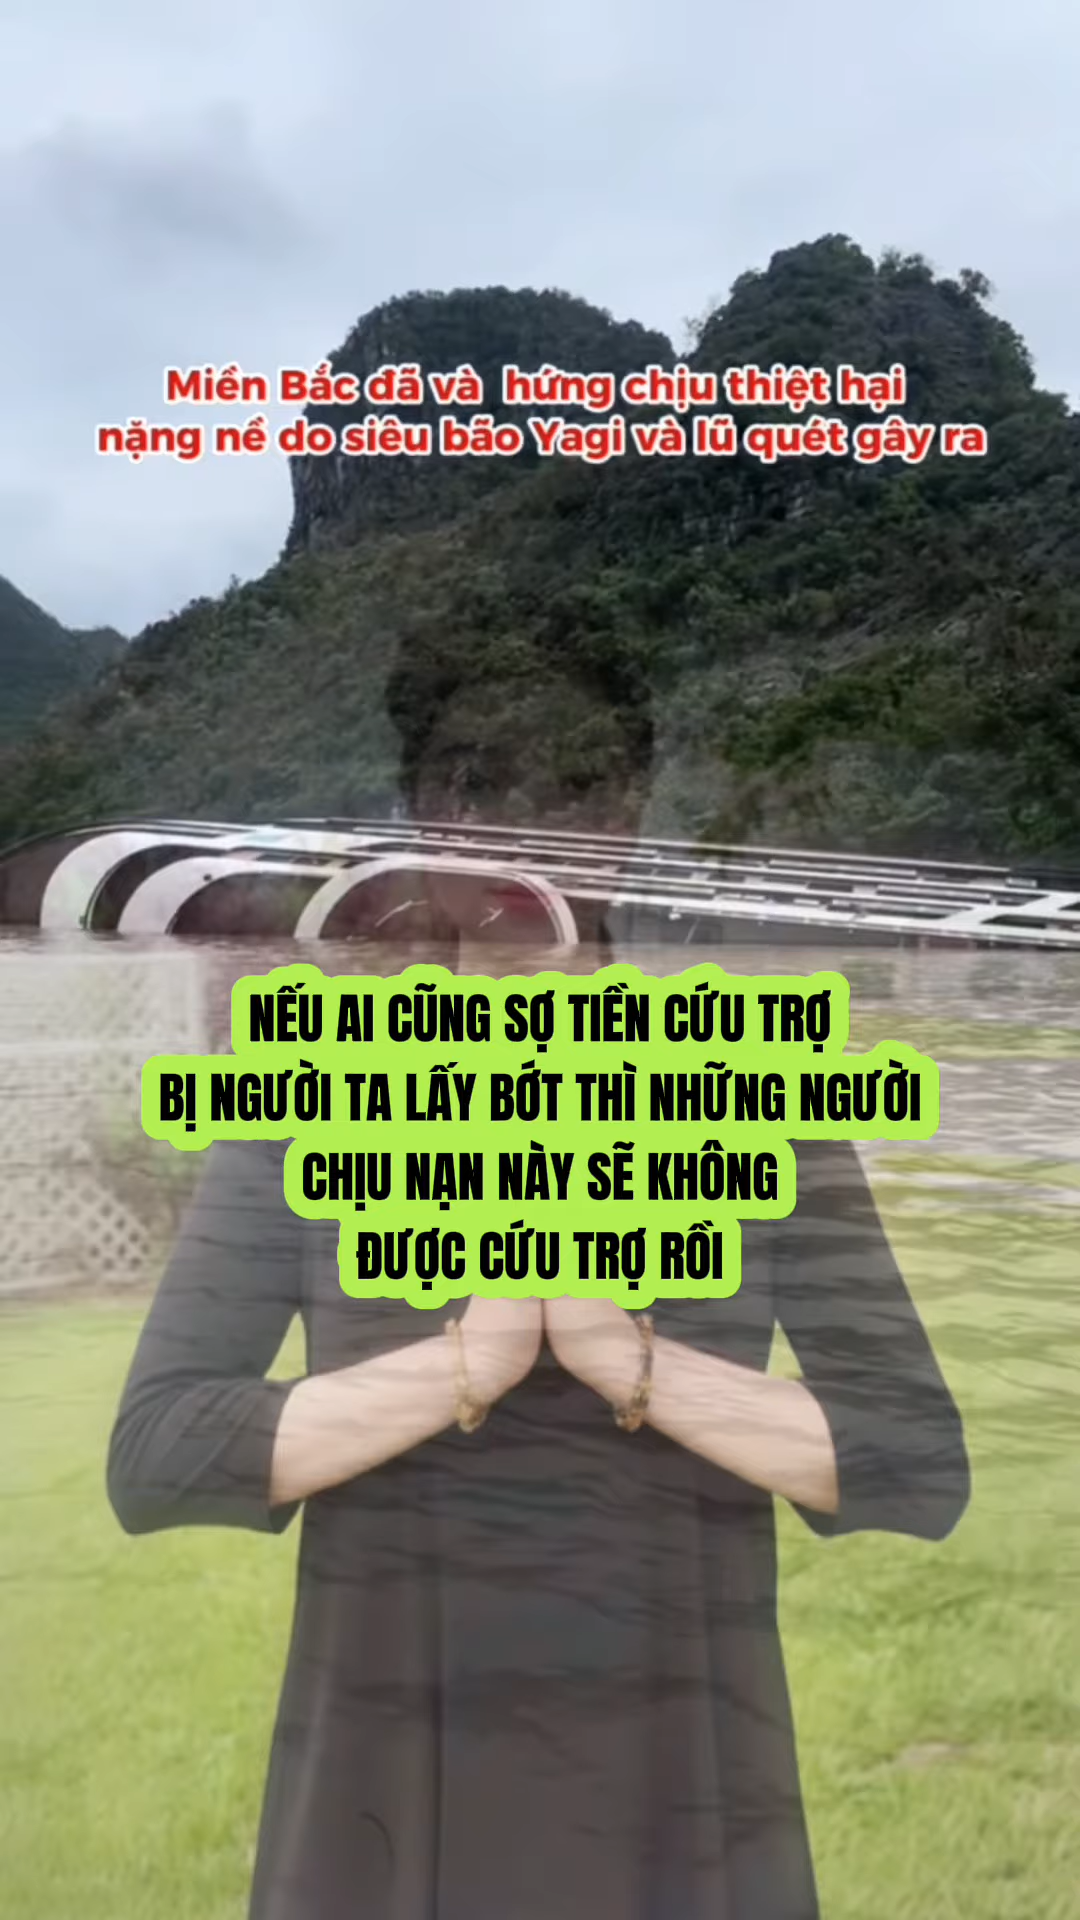 Miền Bắc đã và hứng chịu thiệt hại
nặng nề do siêu bão Yagi và lũ quét gây ra
NẾU AI CŨNG SỢ TIỀN CỨU TRỢ
BỊ NGƯỜI TA LẤY BỚT THÌ NHỮNG NGƯỜI
CHỊU NẠN NÀY SẼ KHÔNG
ĐƯỢC CỨU TRỢ RỒI